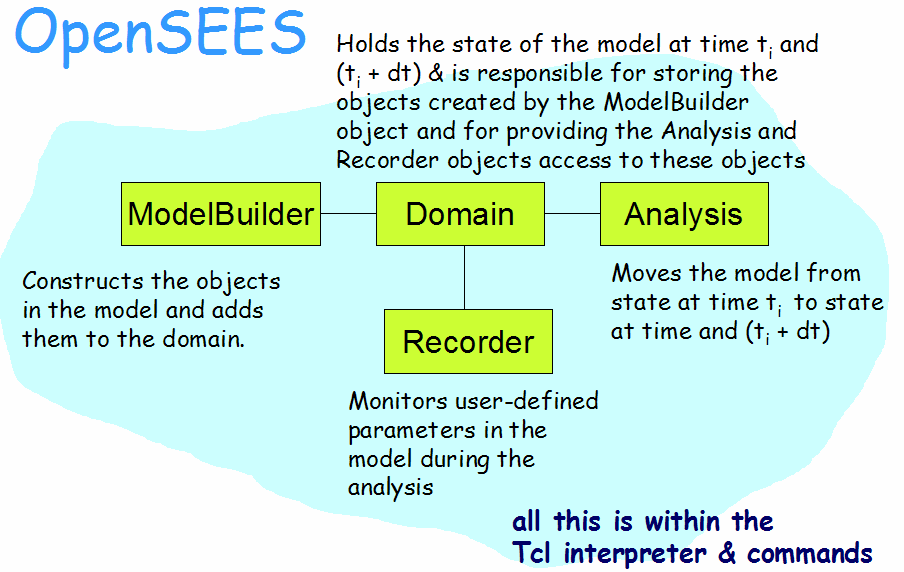 OpenSEES
Holds the state of the model at time tᵢ and
(tᵢ + dt) & is responsible for storing the
objects created by the ModelBuilder
object and for providing the Analysis and
Recorder objects access to these objects
ModelBuilder
Domain
Analysis
Constructs the objects
in the model and adds
them to the domain.
Moves the model from
state at time tᵢ to state
at time and (tᵢ + dt)
Recorder
Monitors user-defined
parameters in the
model during the
analysis
all this is within the
Tcl interpreter & commands